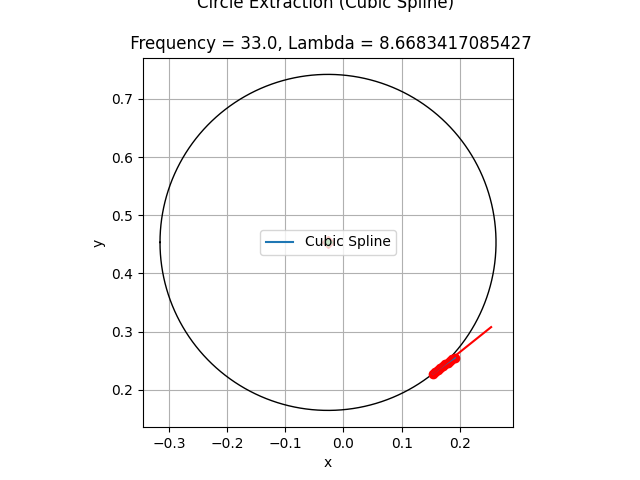 Circle Extraction (Cubic Spline)
Frequency = 33.0, Lambda = 8.6683417085427
0.7
0.6
0.5
0.4
0.3
0.2
y
Cubic Spline
−0.3 −0.2 −0.1 0.0 0.1 0.2
x